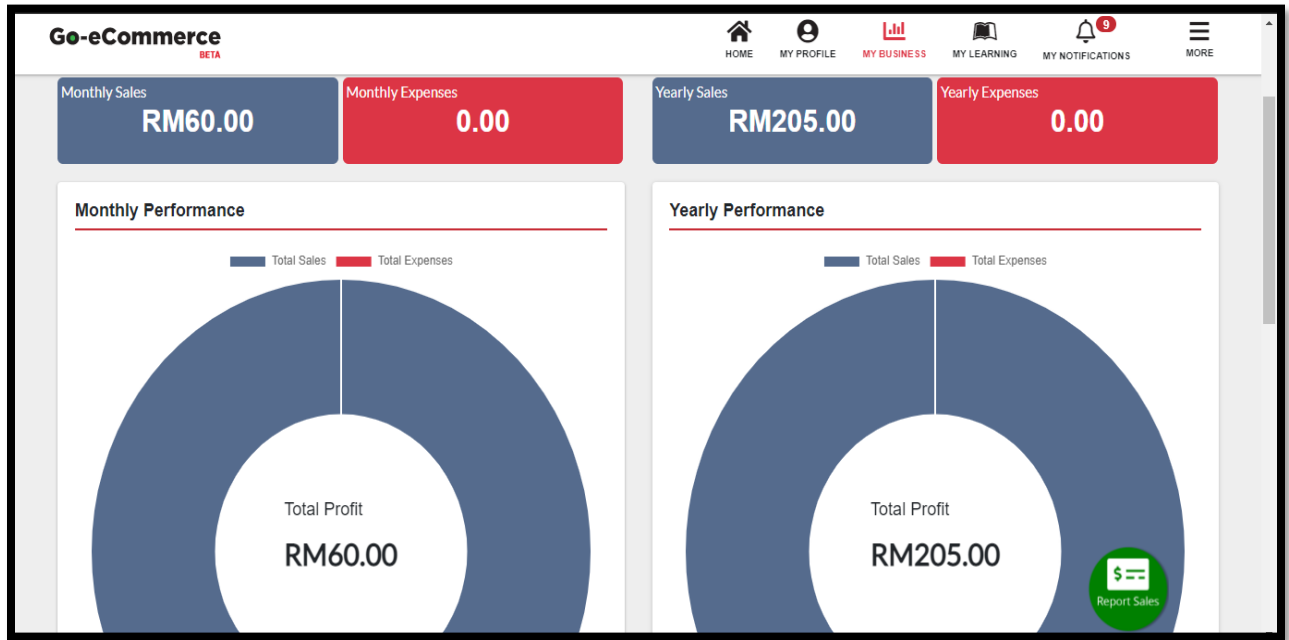 Go-eCommerce
BETA
HOME
MY PROFILE
MY BUSINESS
MY LEARNING
9
MY NOTIFICATIONS
MORE
Monthly Sales
RM60.00
Monthly Expenses
0.00
Yearly Sales
RM205.00
Yearly Expenses
0.00
Monthly Performance
Total Sales Total Expenses
Total Profit
RM60.00
Yearly Performance
Total Sales Total Expenses
Total Profit
RM205.00
$
Report Sales